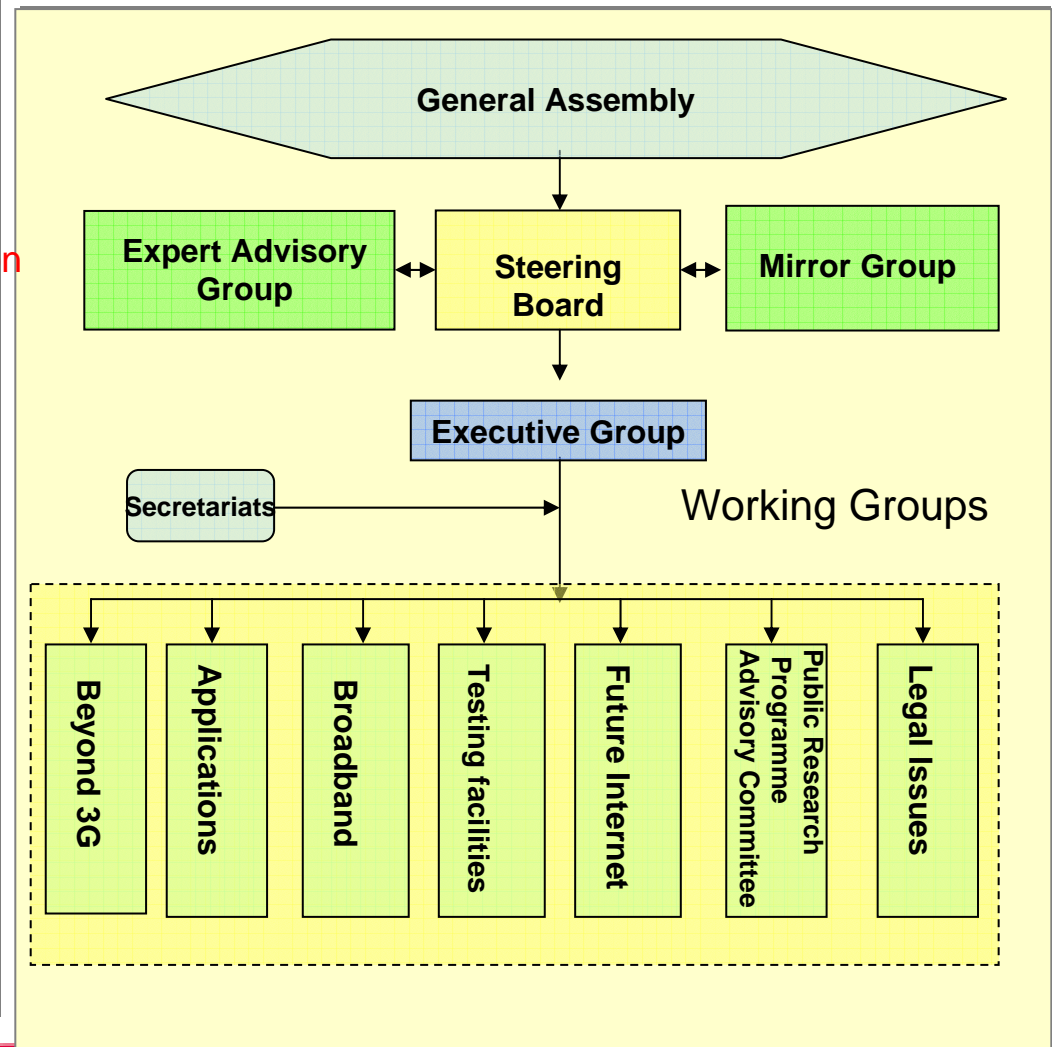 General Assembly
n
Expert Advisory
Group
Steering
Board
Mirror Group
Executive Group
Secretariats
Working Groups
Beyond 3G
Applications
Broadband
Testing facilities
Future Internet
Public Research
Programme
Advisory Committee
Legal Issues